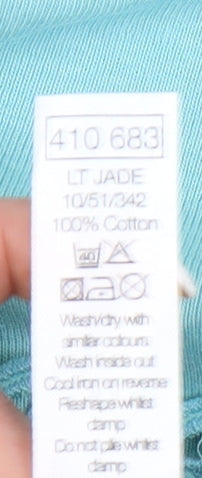 410 683
LT JADE
10/51/342
100% Cotton
40
Wash/dry with
similar colours
Wash inside out
Cool iron on reverse
Reshape whilst
damp
Do not pile whilst
damp